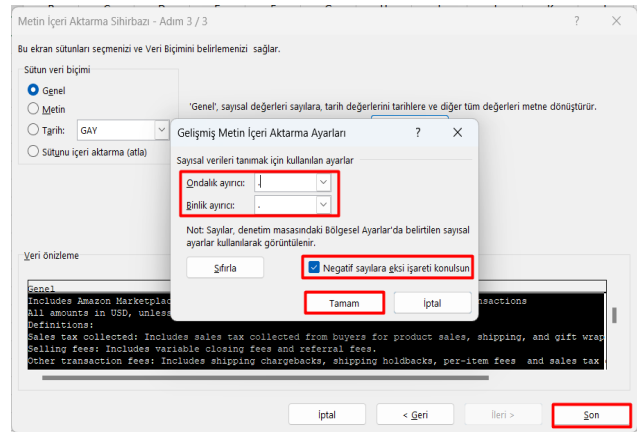 Metin İçeri Aktarma Sihirbazı - Adım 3 / 3
Bu ekran sütunları seçmenizi ve Veri Biçimini belirlemenizi sağlar.
Sütun veri biçimi
Genel
Metin
Tarih: GAY
Sütunu içeri aktarma (atla)
'Genel', sayısal değerleri sayılara, tarih değerlerini tarihlere ve diğer tüm değerleri metne dönüştürür.
Gelişmiş Metin İçeri Aktarma Ayarları
Sayısal verileri tanımak için kullanılan ayarlar
Ondalık ayırıcı: .
Binlik ayırıcı: .
Not: Sayılar, denetim masasındaki Bölgesel Ayarlar'da belirtilen sayısal
ayarlar kullanılarak görüntülenir.
Sıfırla
Negatif sayılara eksi işareti konulsun
Tamam
İptal
Veri önizleme
Genel
Includes Amazon Marketplac
nsactions
All amounts in USD, unless
Definitions:
Sales tax collected: Includes sales tax collected from buyers for product sales, shipping, and gift wrap
Selling fees: Includes variable closing fees and referral fees.
Other transaction fees: Includes shipping chargebacks, shipping holdbacks, per-item fees and sales tax
İptal
< Geri
İleri >
Son